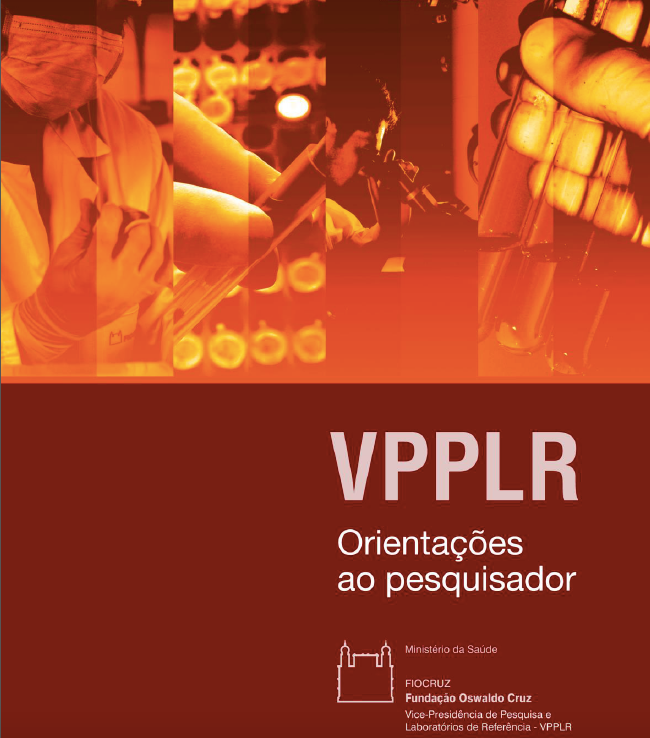 VPPLR
Orientações
ao pesquisador
Ministério da Saúde
FIOCRUZ
Fundação Oswaldo Cruz
Vice-Presidência de Pesquisa e
Laboratórios de Referência - VPPLR